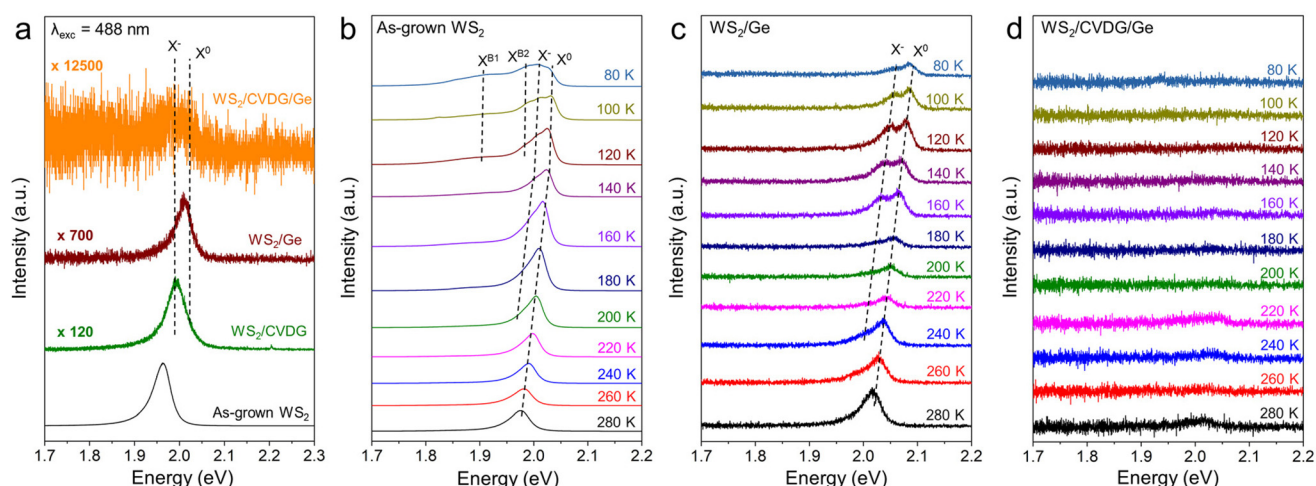 a
λexc = 488 nm
X- X0
x 12500
WS2/CVDG/Ge
x 700
WS2/Ge
x 120
WS2/CVDG
As-grown WS2
Intensity (a.u.)
1.7 1.8 1.9 2.0 2.1 2.2 2.3
Energy (eV)
b
As-grown WS2
XB1 XB2 X- X0
80 K
100 K
120 K
140 K
160 K
180 K
200 K
220 K
240 K
260 K
280 K
Intensity (a.u.)
1.7 1.8 1.9 2.0 2.1 2.2
Energy (eV)
c
WS2/Ge
X- X0
80 K
100 K
120 K
140 K
160 K
180 K
200 K
220 K
240 K
260 K
280 K
Intensity (a.u.)
1.7 1.8 1.9 2.0 2.1 2.2
Energy (eV)
d
WS2/CVDG/Ge
80 K
100 K
120 K
140 K
160 K
180 K
200 K
220 K
240 K
260 K
280 K
Intensity (a.u.)
1.7 1.8 1.9 2.0 2.1 2.2
Energy (eV)